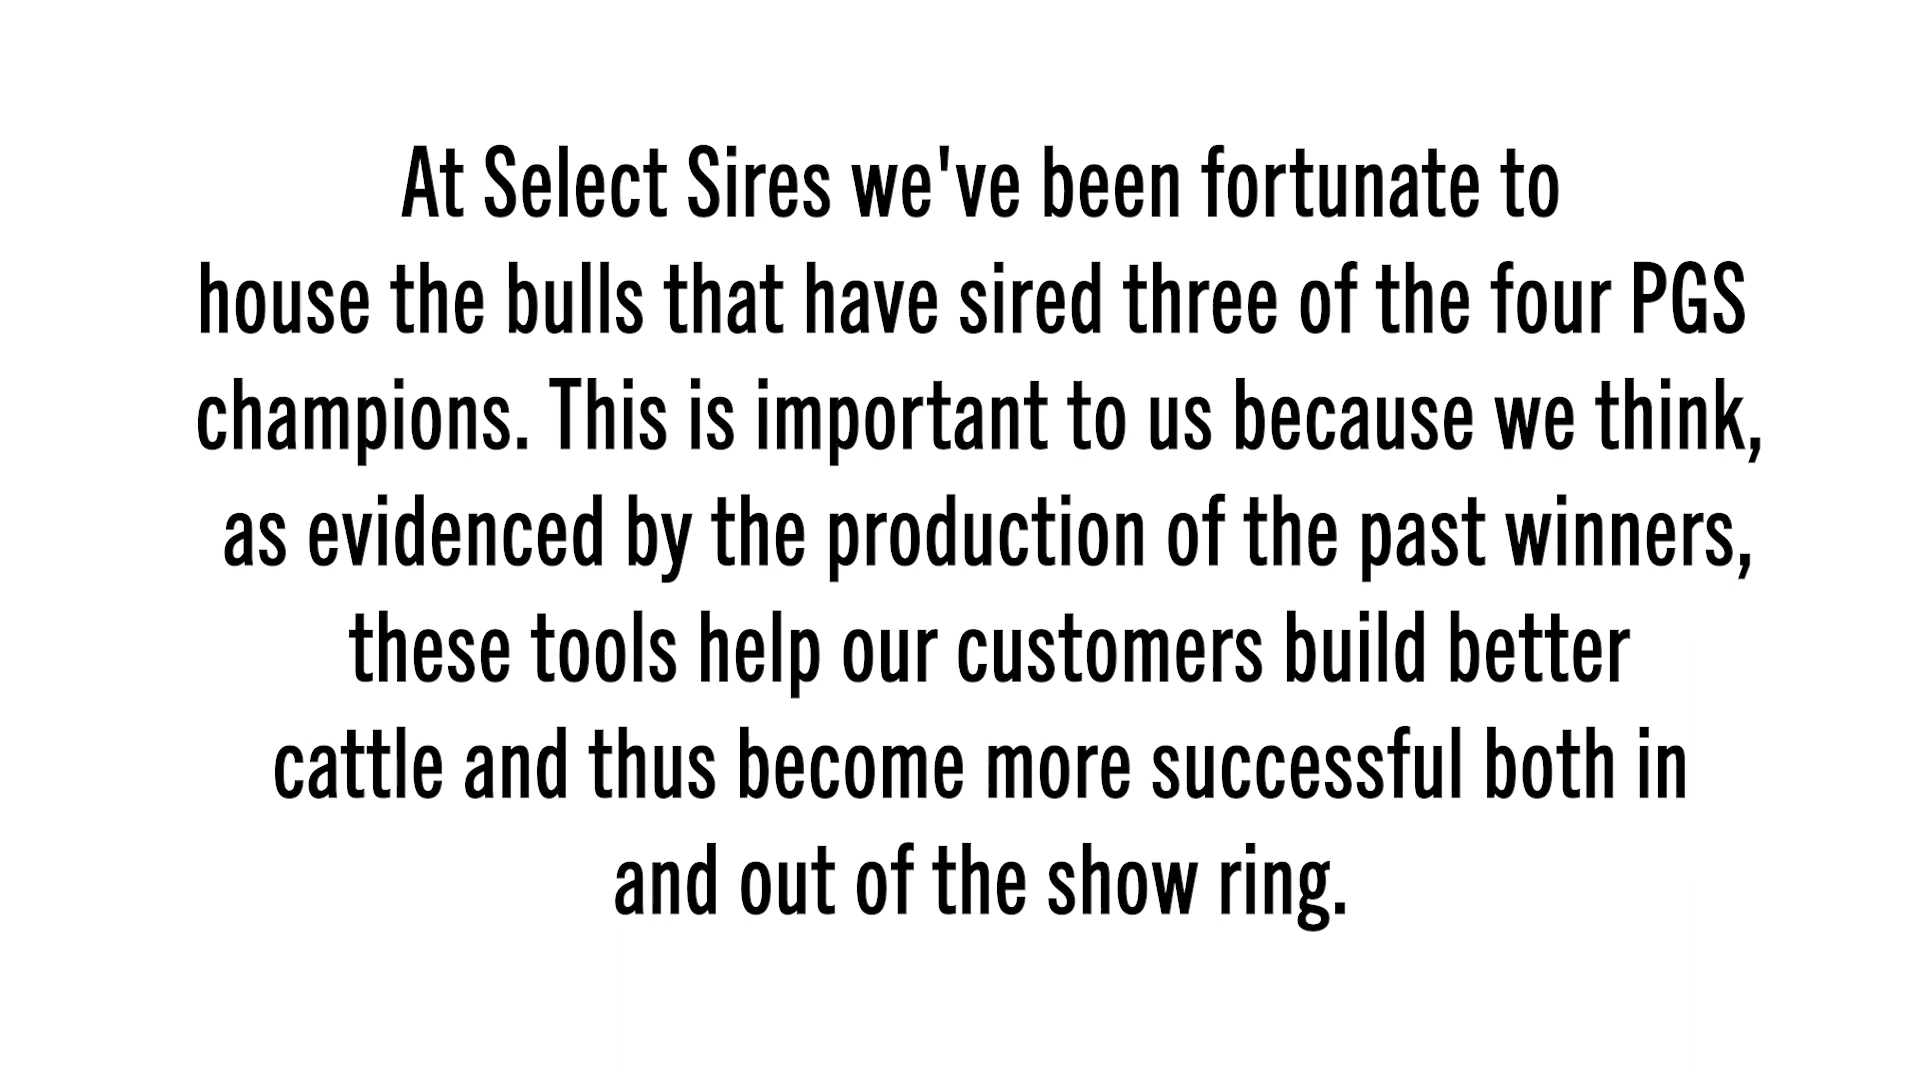 At Select Sires we've been fortunate to
house the bulls that have sired three of the four PGS
champions. This is important to us because we think,
as evidenced by the production of the past winners,
these tools help our customers build better
cattle and thus become more successful both in
and out of the show ring.